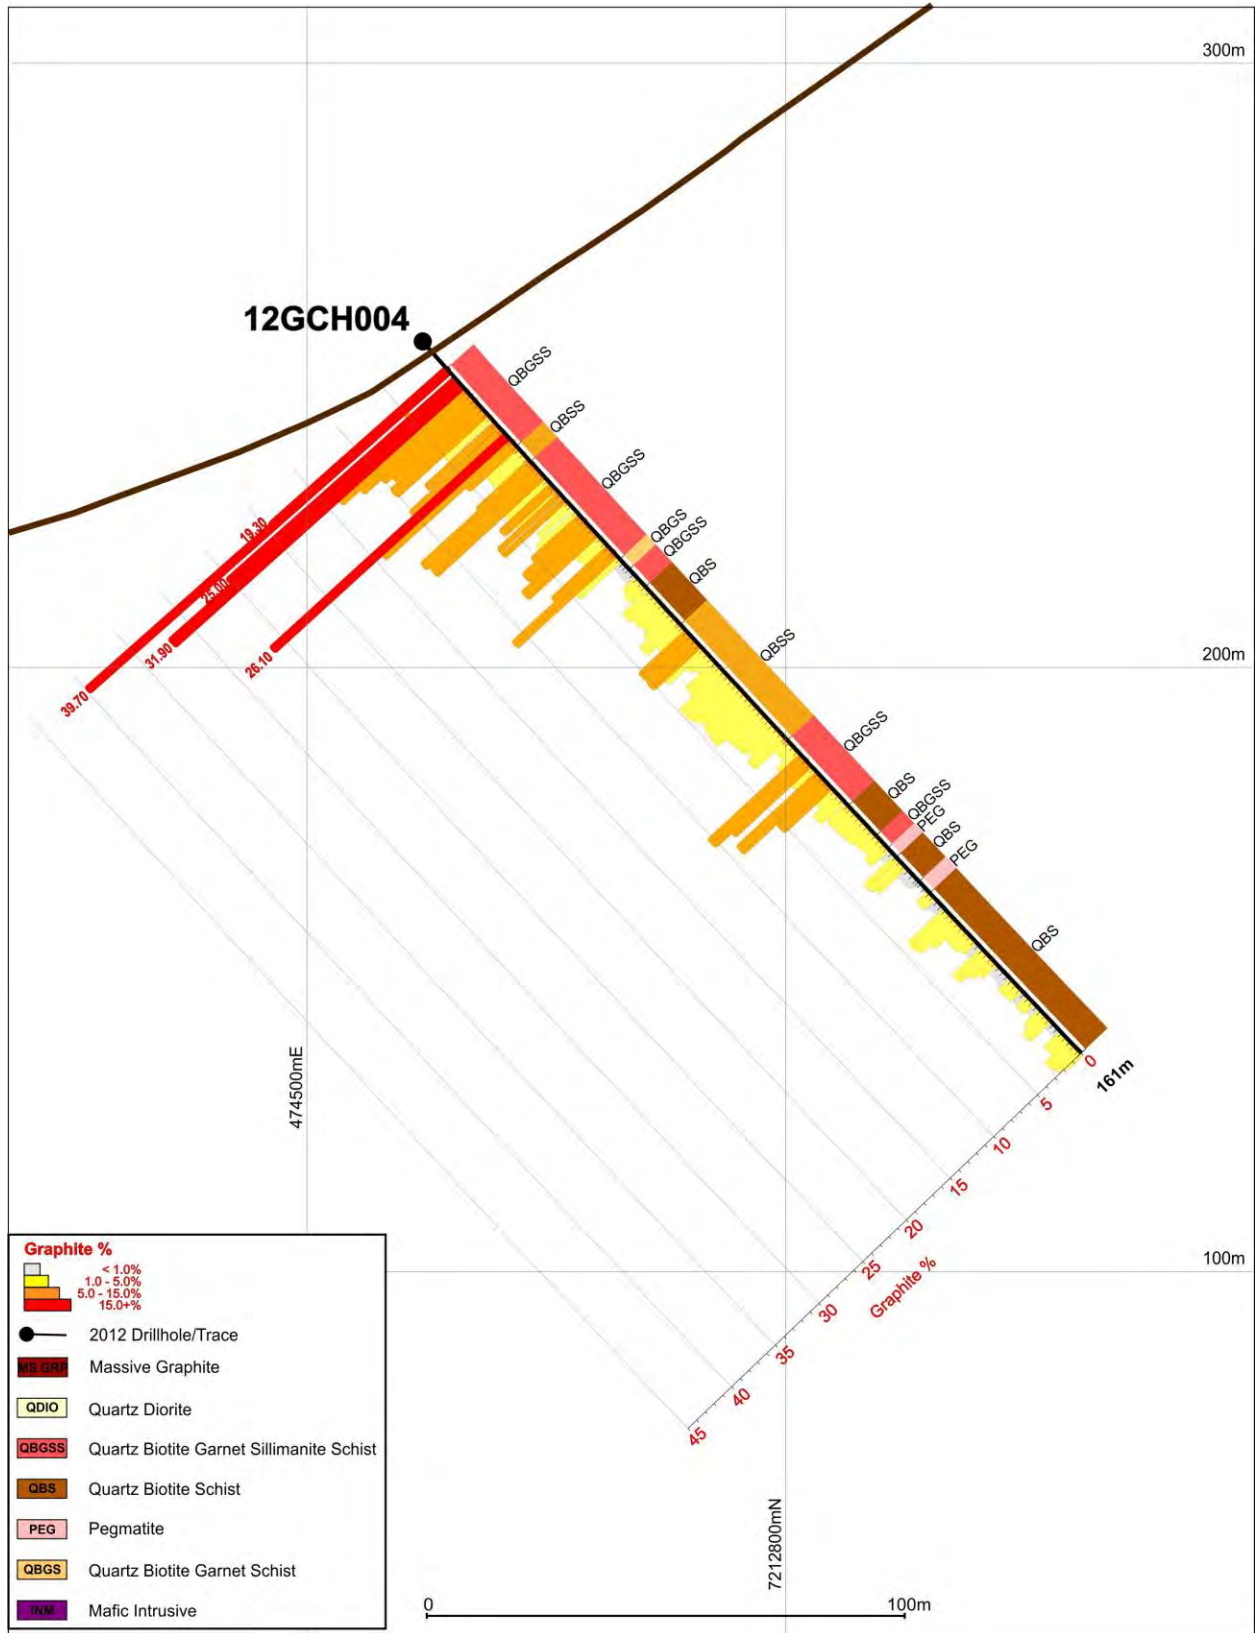 300m
12GCH004
QBGSS
QBSS
QBGSS
QBGS
QBGSS
QBS
19.30
25.00
31.90
26.10
39.70
QBSS
200m
QBGSS
QBS
QBGSS
PEG
QBS
PEG
QBS
474500mE
161m
0
5
10
15
20
25
30
35
40
45
Graphite %
100m
7212800mN
Graphite %
< 1.0%
1.0 - 5.0%
5.0 - 15.0%
15.0+%
2012 Drillhole/Trace
MS GRP Massive Graphite
QDIO Quartz Diorite
QBGSS Quartz Biotite Garnet Sillimanite Schist
QBS Quartz Biotite Schist
PEG Pegmatite
QBGS Quartz Biotite Garnet Schist
INM Mafic Intrusive
0 100m